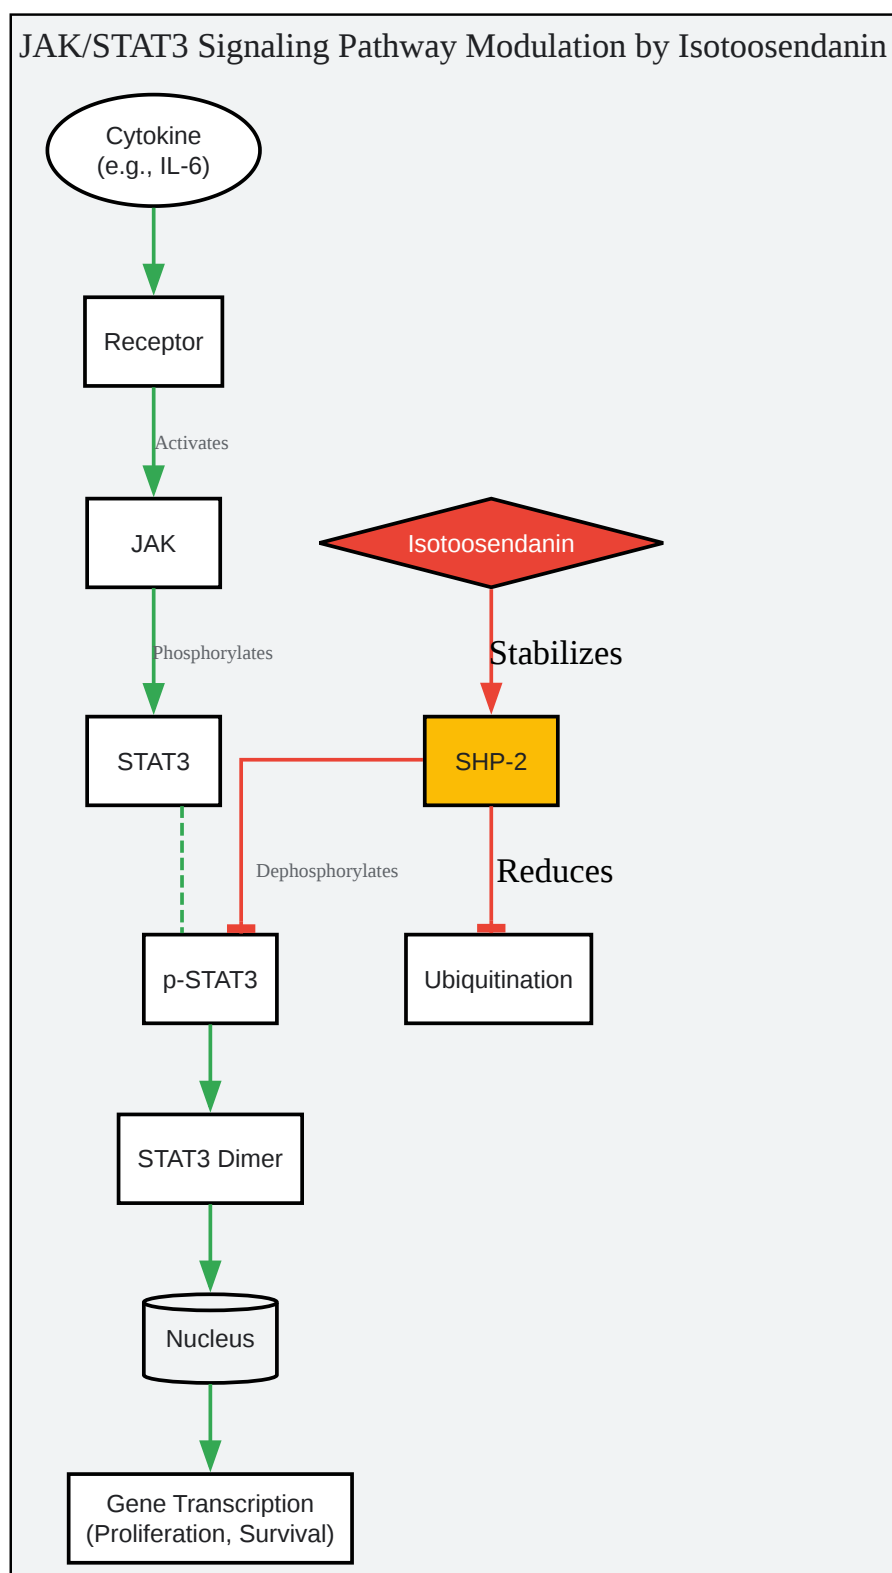 JAK/STAT3 Signaling Pathway Modulation by Isotoosendanin
Cytokine
(e.g., IL-6)
Receptor
Activates
JAK
Isotoosendanin
Phosphorylates
Stabilizes
STAT3
SHP-2
Dephosphorylates
Reduces
p-STAT3
Ubiquitination
STAT3 Dimer
Nucleus
Gene Transcription
(Proliferation, Survival)